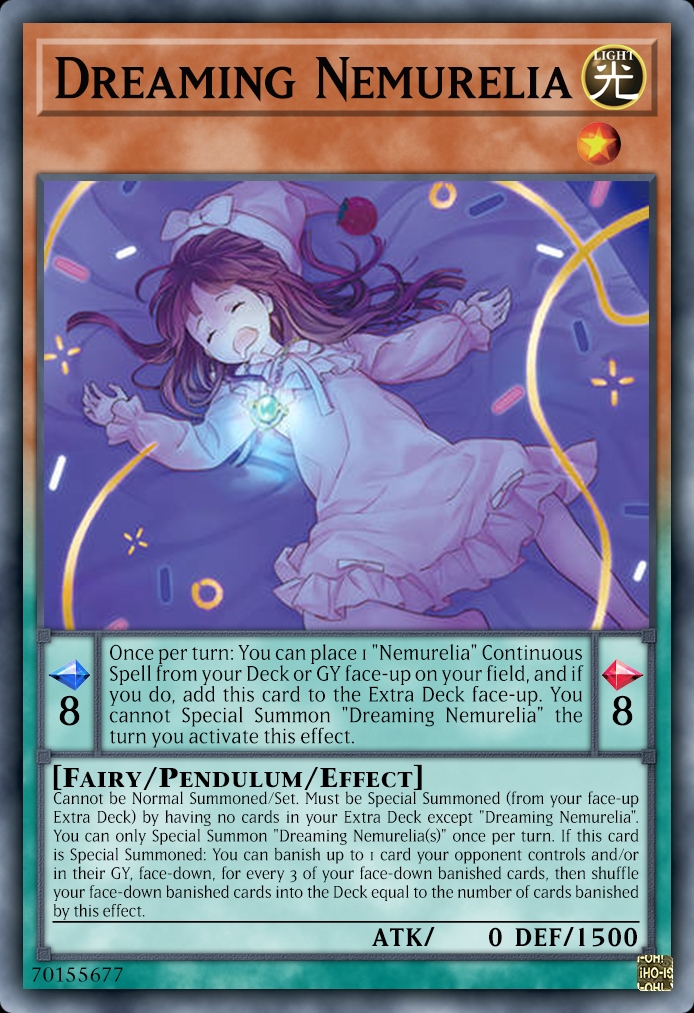 Dreaming Nemurelia
LIGHT
光
Once per turn: You can place 1 "Nemurelia" Continuous
Spell from your Deck or GY face-up on your field, and if
you do, add this card to the Extra Deck face-up. You
cannot Special Summon "Dreaming Nemurelia" the
turn you activate this effect.
8
8
[Fairy/Pendulum/Effect]
Cannot be Normal Summoned/Set. Must be Special Summoned (from your face-up
Extra Deck) by having no cards in your Extra Deck except "Dreaming Nemurelia".
You can only Special Summon "Dreaming Nemurelia(s)" once per turn. If this card
is Special Summoned: You can banish up to 1 card your opponent controls and/or
in their GY, face-down, for every 3 of your face-down banished cards, then shuffle
your face-down banished cards into the Deck equal to the number of cards banished
by this effect.
ATK/ 0 DEF/1500
70155677